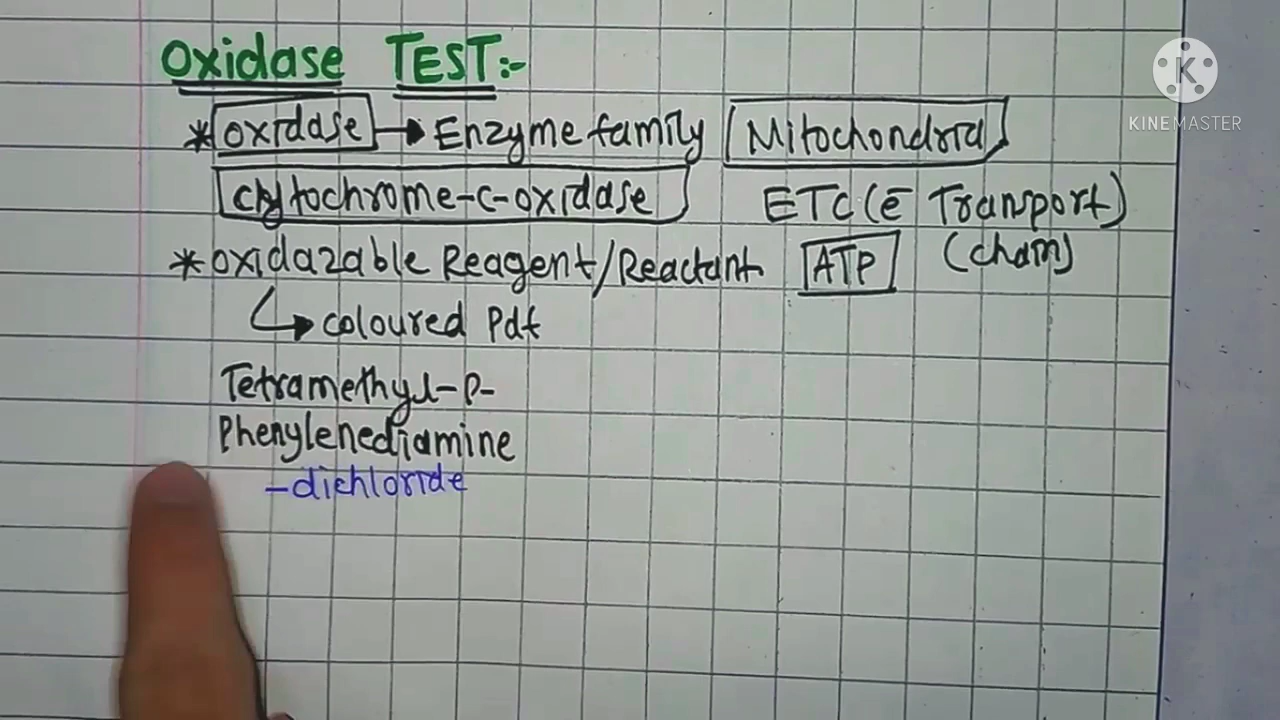 Oxidase TEST:-
*oxidase → Enzyme family Mitochondria
Cytochrome-c-oxidase ETC (ē Transport)
(chain)
*oxidazable Reagent/Reactant ATP
↳ coloured Pdt
Tetramethyl-p-
Phenylenediamine
-dichloride
K
KINEMASTER